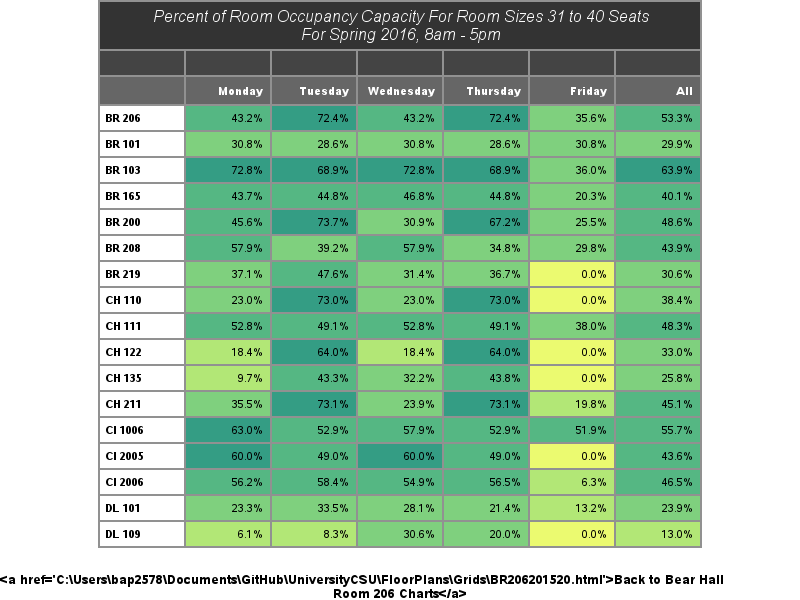 Percent of Room Occupancy Capacity For Room Sizes 31 to 40 Seats
For Spring 2016, 8am - 5pm
Monday Tuesday Wednesday Thursday Friday All
BR 206 43.2% 72.4% 43.2% 72.4% 35.6% 53.3%
BR 101 30.8% 28.6% 30.8% 28.6% 30.8% 29.9%
BR 103 72.8% 68.9% 72.8% 68.9% 36.0% 63.9%
BR 165 43.7% 44.8% 46.8% 44.8% 20.3% 40.1%
BR 200 45.6% 73.7% 30.9% 67.2% 25.5% 48.6%
BR 208 57.9% 39.2% 57.9% 34.8% 29.8% 43.9%
BR 219 37.1% 47.6% 31.4% 36.7% 0.0% 30.6%
CH 110 23.0% 73.0% 23.0% 73.0% 0.0% 38.4%
CH 111 52.8% 49.1% 52.8% 49.1% 38.0% 48.3%
CH 122 18.4% 64.0% 18.4% 64.0% 0.0% 33.0%
CH 135 9.7% 43.3% 32.2% 43.8% 0.0% 25.8%
CH 211 35.5% 73.1% 23.9% 73.1% 19.8% 45.1%
CI 1006 63.0% 52.9% 57.9% 52.9% 51.9% 55.7%
CI 2005 60.0% 49.0% 60.0% 49.0% 0.0% 43.6%
CI 2006 56.2% 58.4% 54.9% 56.5% 6.3% 46.5%
DL 101 23.3% 33.5% 28.1% 21.4% 13.2% 23.9%
DL 109 6.1% 8.3% 30.6% 20.0% 0.0% 13.0%
<a href='C:\Users\bap2578\Documents\GitHub\UniversityCSU\FloorPlans\Grids\BR206201520.html'>Back to Bear Hall
Room 206 Charts</a>